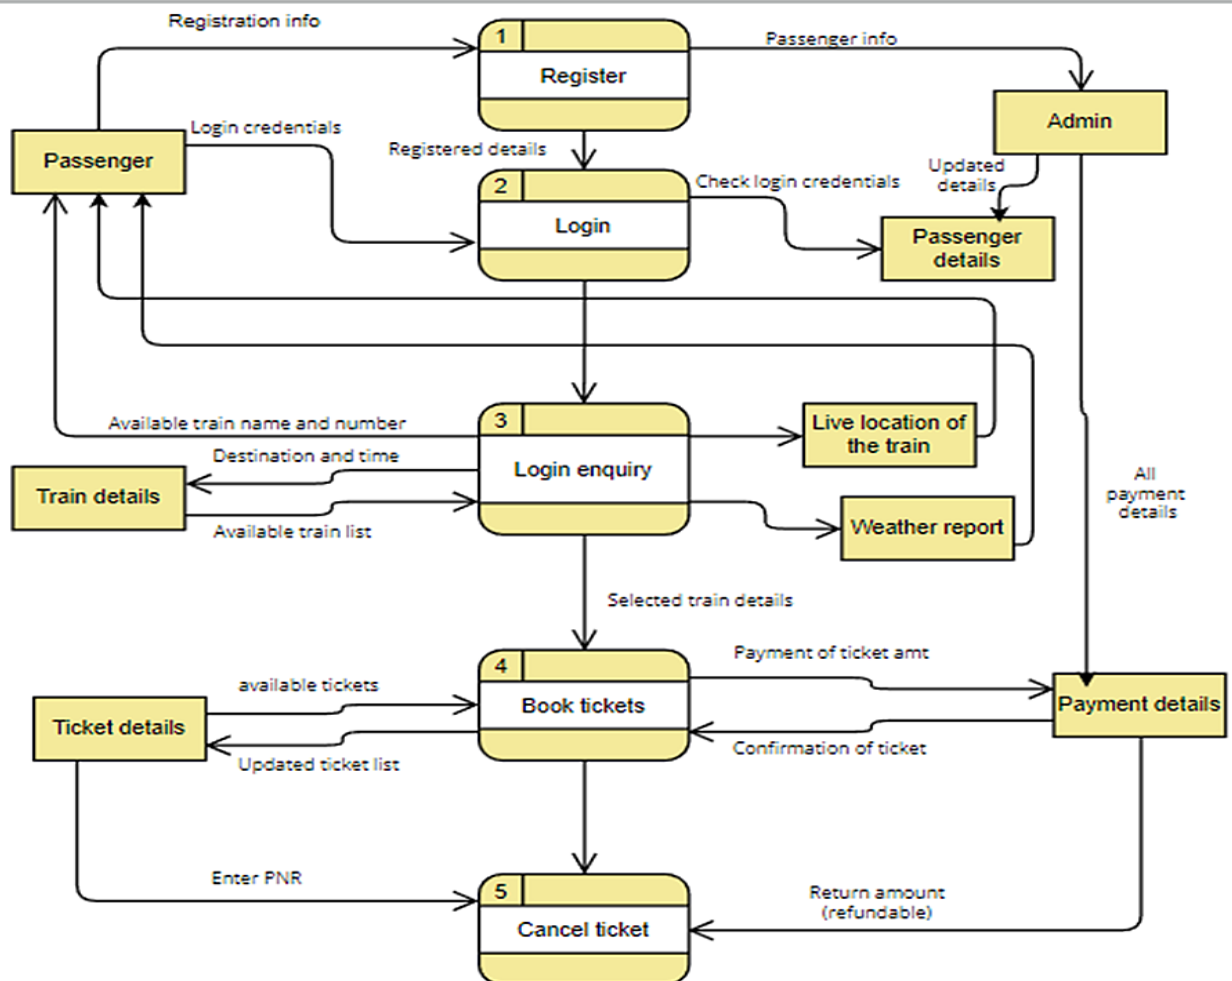 Registration info
1
Register
Passenger info
Admin
Login credentials
Passenger
Registered details
Updated
details
2
Login
Check login credentials
Passenger
details
Available train name and number
3
Login enquiry
Live location of
the train
Destination and time
Train details
Available train list
Weather report
All
payment
details
Selected train details
4
Book tickets
Payment of ticket amt
available tickets
Ticket details
Payment details
Updated ticket list
Confirmation of ticket
Enter PNR
5
Cancel ticket
Return amount
(refundable)